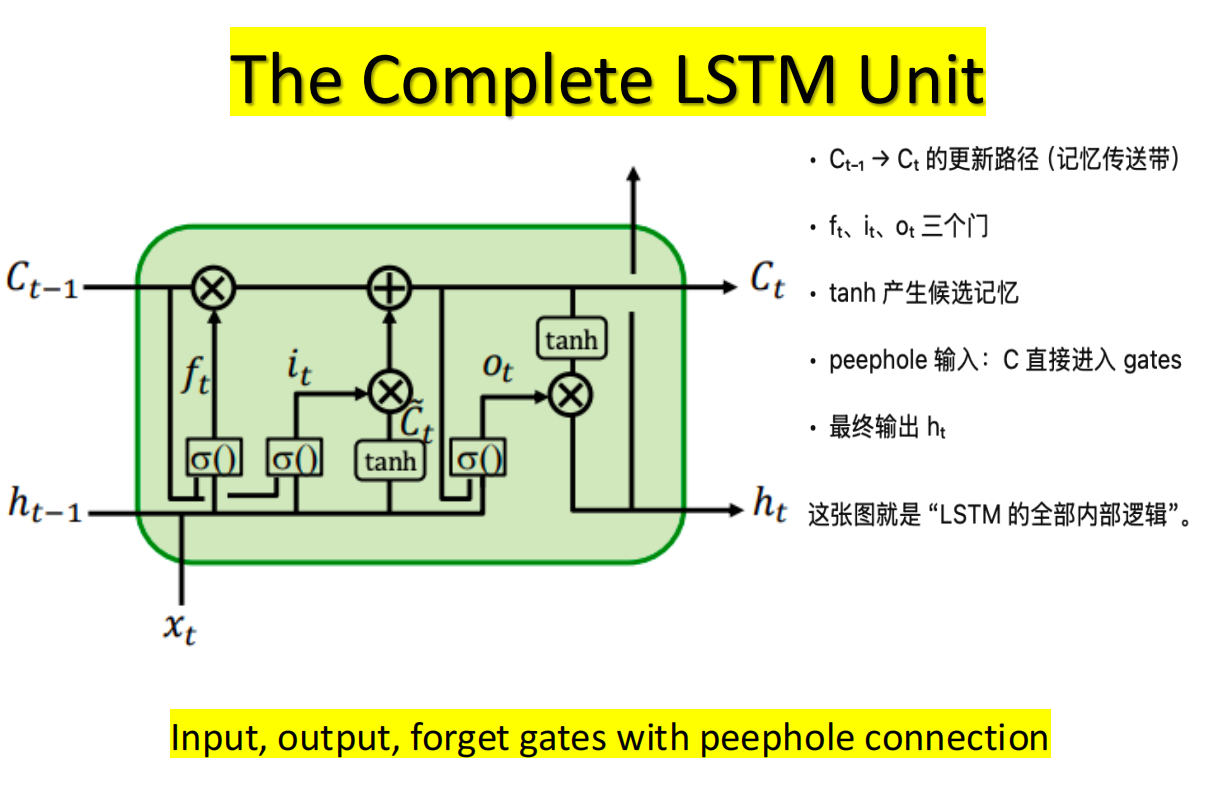 The Complete LSTM Unit
• Cₜ₋₁ → Cₜ 的更新路径（记忆传送带）
• fₜ、iₜ、oₜ 三个门
• tanh 产生候选记忆
• peephole 输入：C 直接进入 gates
• 最终输出 hₜ
这张图就是 “LSTM 的全部内部逻辑”。
Cₜ₋₁
Cₜ
tanh
fₜ
iₜ
oₜ
C̃ₜ
σ()
σ()
tanh
σ()
hₜ₋₁
hₜ
xₜ
Input, output, forget gates with peephole connection